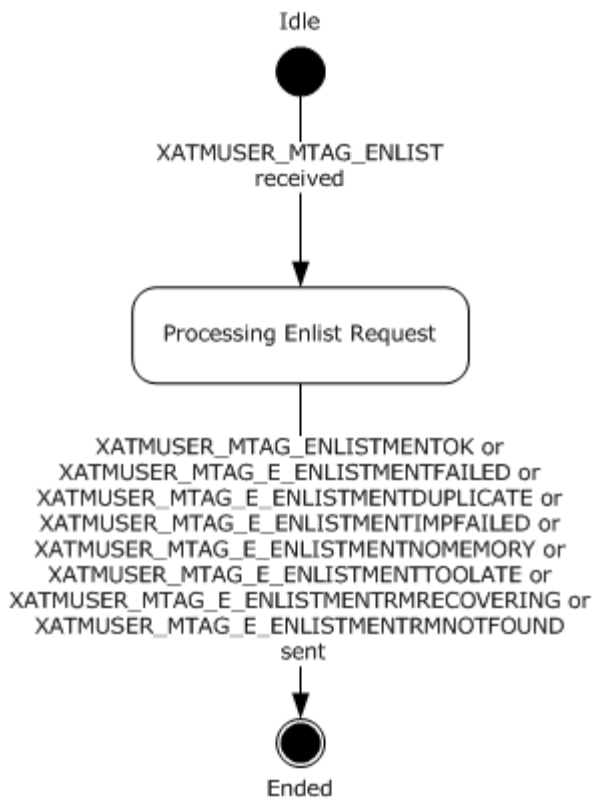 Idle
XATMUSER_MTAG_ENLIST
received
Processing Enlist Request
XATMUSER_MTAG_ENLISTMENTOK or
XATMUSER_MTAG_E_ENLISTMENTFAILED or
XATMUSER_MTAG_E_ENLISTMENTDUPLICATE or
XATMUSER_MTAG_E_ENLISTMENTIMPFAILED or
XATMUSER_MTAG_E_ENLISTMENTNOMEMORY or
XATMUSER_MTAG_E_ENLISTMENTTOOLATE or
XATMUSER_MTAG_E_ENLISTMENTRMRECOVERING or
XATMUSER_MTAG_E_ENLISTMENTRMNOTFOUND
sent
Ended